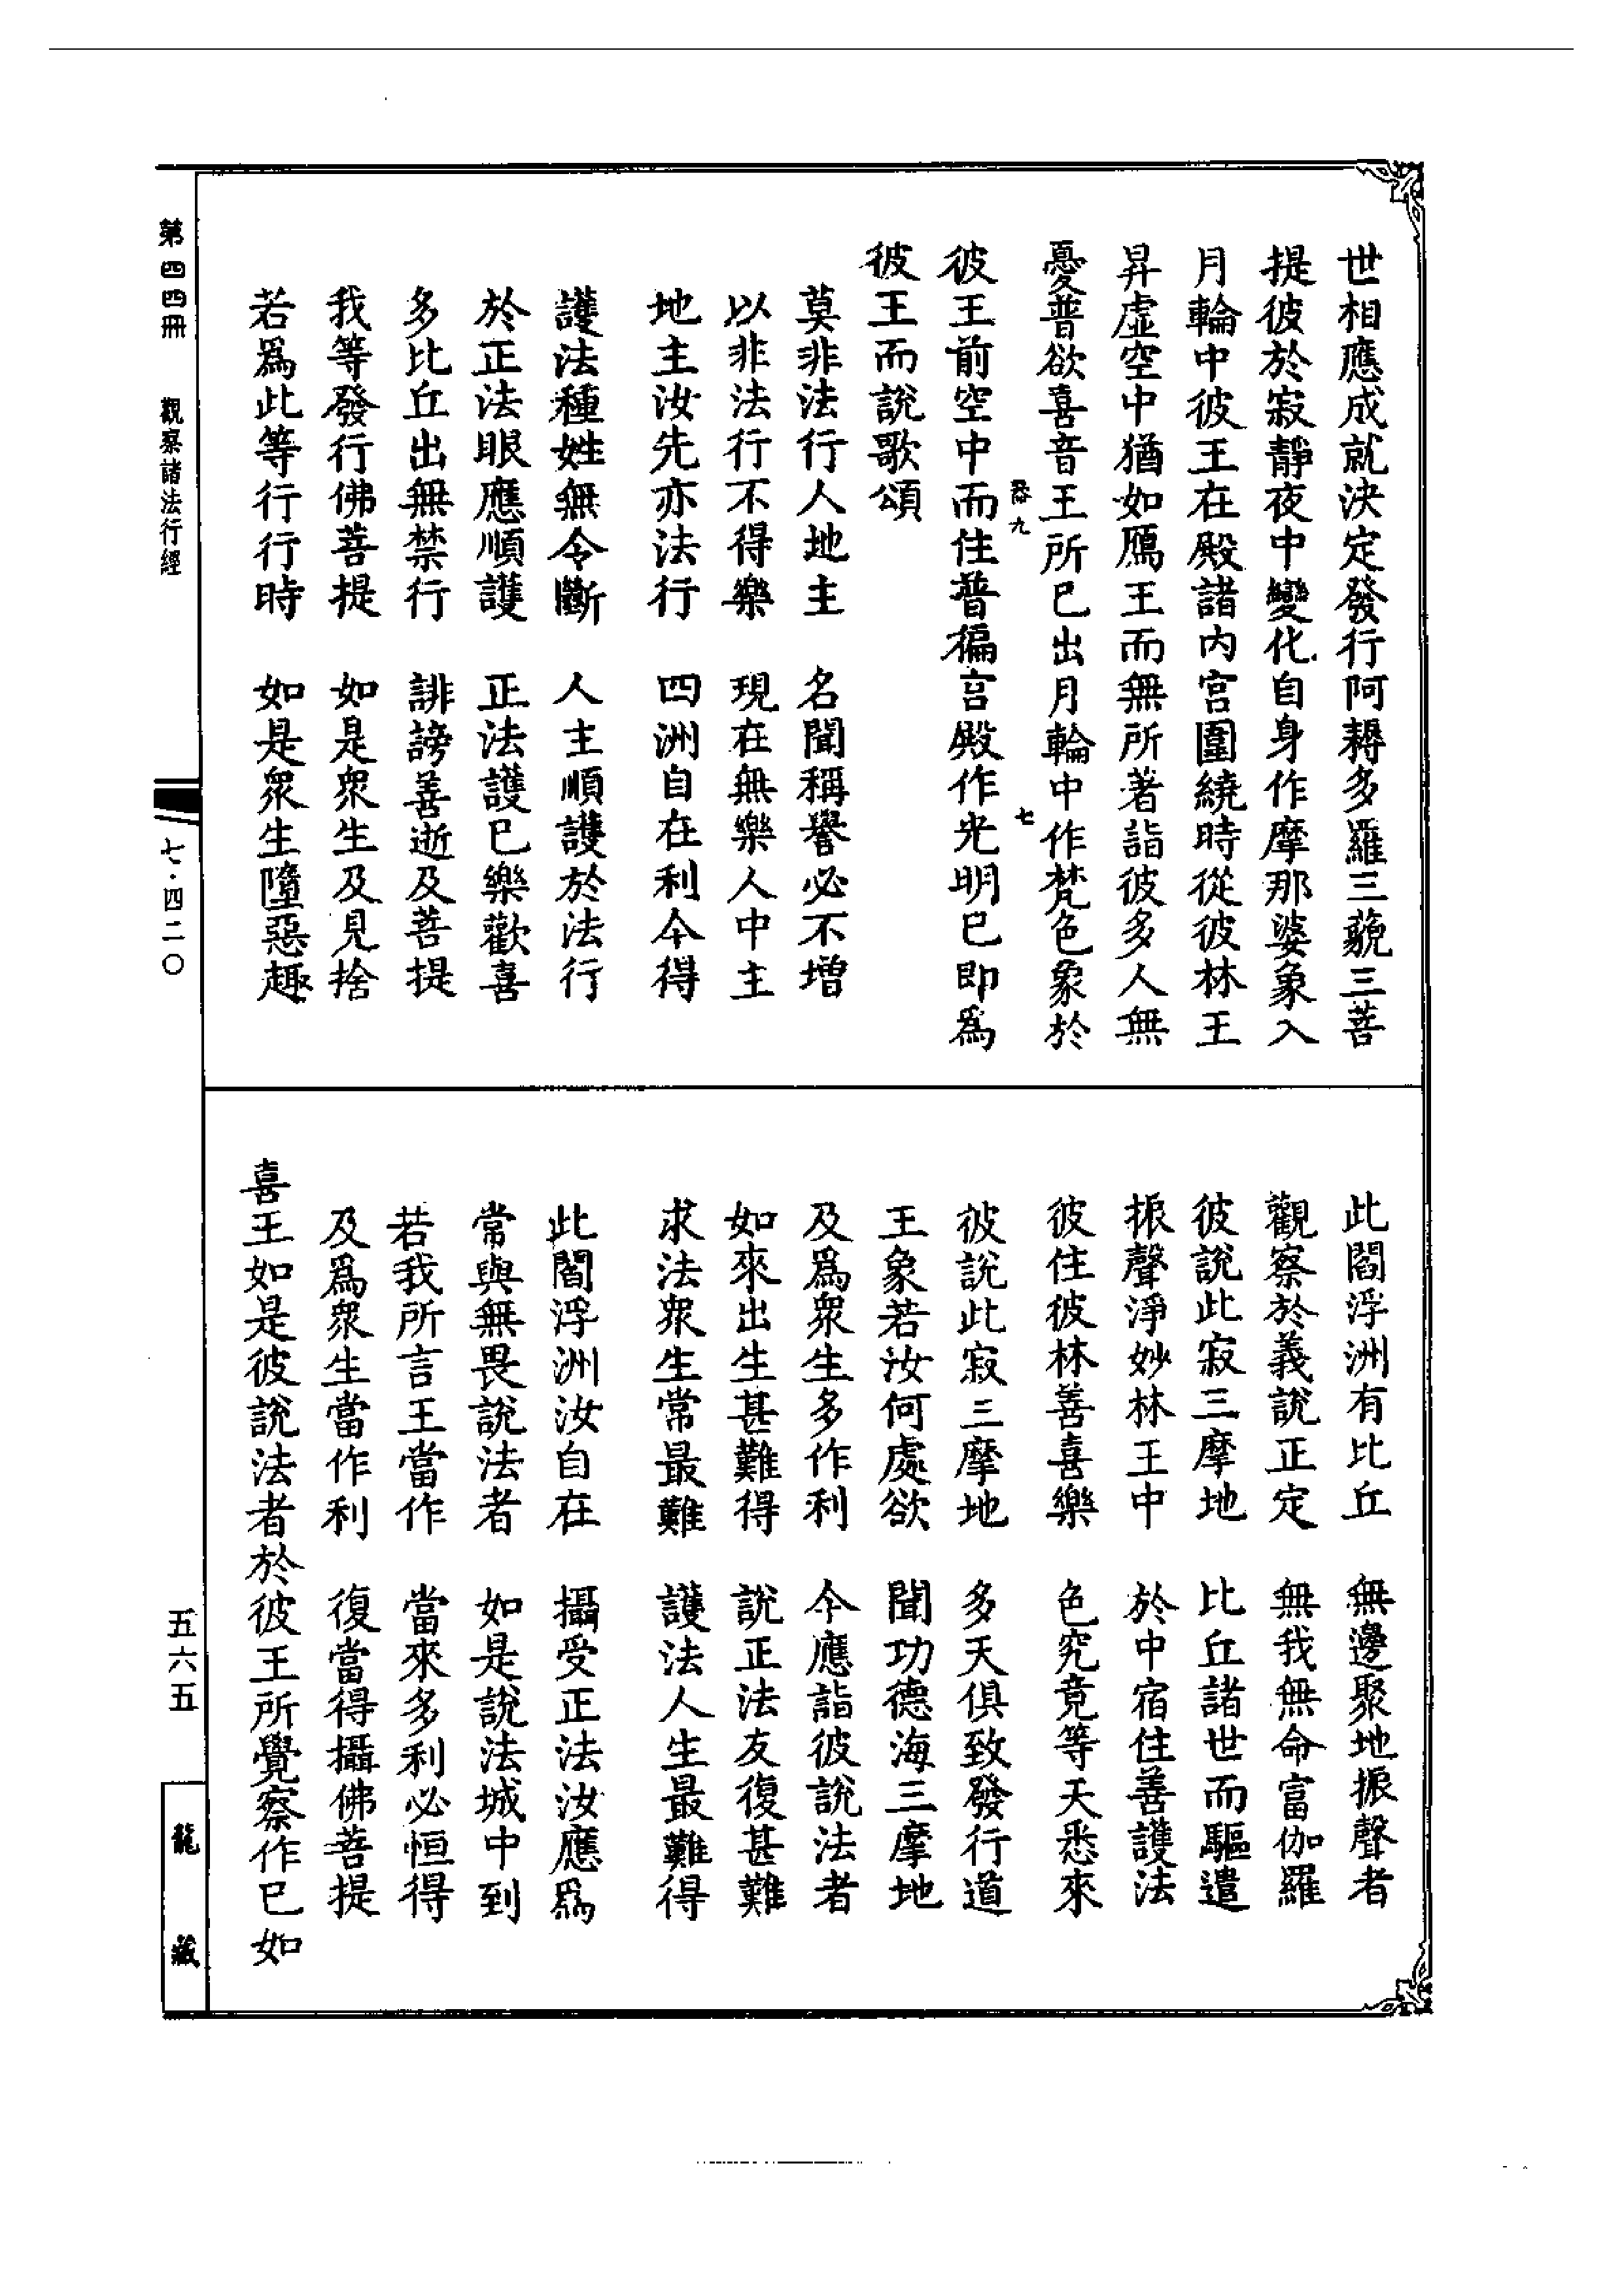 世相應成就決定發行阿耨多羅三藐三菩
提彼於寂靜夜中變化自身作摩那婆象入
月輪中彼王在殿諸內宮圍繞時從彼林王
昇虛空中猶如鴈王而無所著詣彼多人無
憂普欲喜音王所已出月輪中作梵色象於
九 七
彼王前空中而住普徧宮殿作光明已即爲
彼王而說歌頌
莫非法行人地主 名聞稱譽必不增
以非法行不得樂 現在無樂人中主
地主汝先亦法行 四洲自在利今得
護法種姓無令斷 人主順護於法行
於正法眼應順護 正法護已樂歡喜
多比丘出無禁行 誹謗善逝及菩提
我等發行佛菩提 如是眾生及見捨
若爲此等行行時 如是眾生墮惡趣
此閻浮洲有比丘 無邊聚地振聲者
觀察於義說正定 無我無命富伽羅
彼說此寂三摩地 比丘諸世而驅遣
振聲淨妙林王中 於中宿住善護法
彼住彼林善喜樂 色究竟等天悉來
彼說此寂三摩地 多天俱致發行道
王象若汝何處欲 聞功德海三摩地
及爲眾生多作利 今應詣彼說法者
如來出生甚難得 說正法友復甚難
求法眾生常最難 護法人生最難得
此閻浮洲汝自在 攝受正法汝應爲
常與無畏說法者 如是說法城中到
若我所言王當作 當來多利必恒得
及爲眾生當作利 復當得攝佛菩提
喜王如是彼說法者於彼王所覺察作已如
第四四冊 觀察諸法行經
七·四二〇
五六五
龍藏